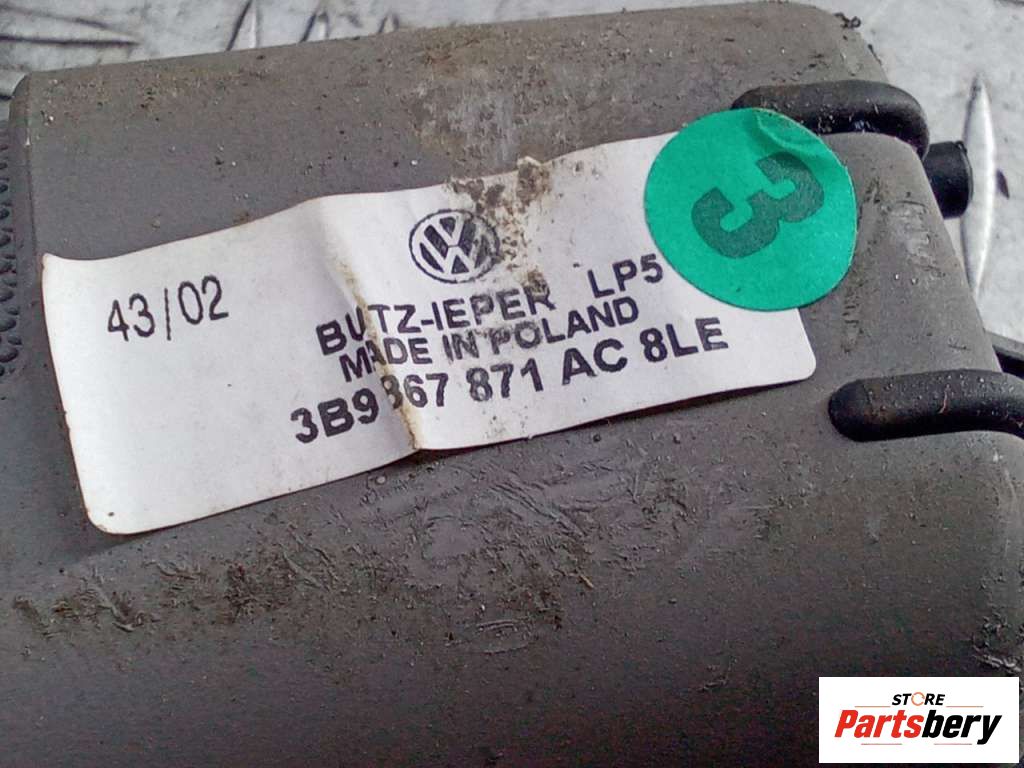 43/02
BUTZ-IEPER LP5
MADE IN POLAND
3B9 867 871 AC 8LE
3
STORE
Partsbery